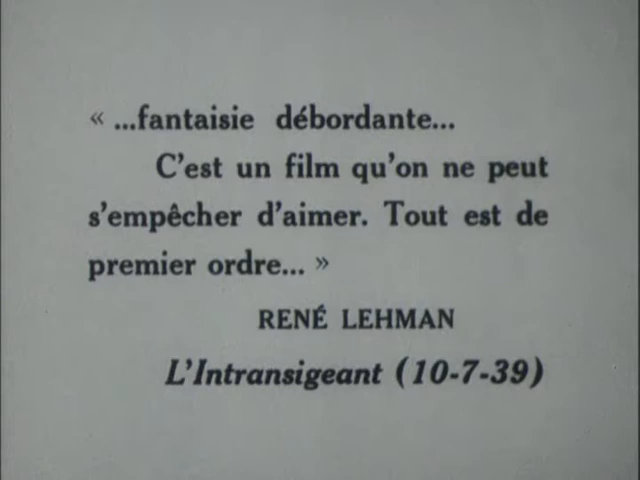 « ...fantaisie débordante...
C'est un film qu'on ne peut
s'empêcher d'aimer. Tout est de
premier ordre... »
RENÉ LEHMAN
L'Intransigeant (10-7-39)